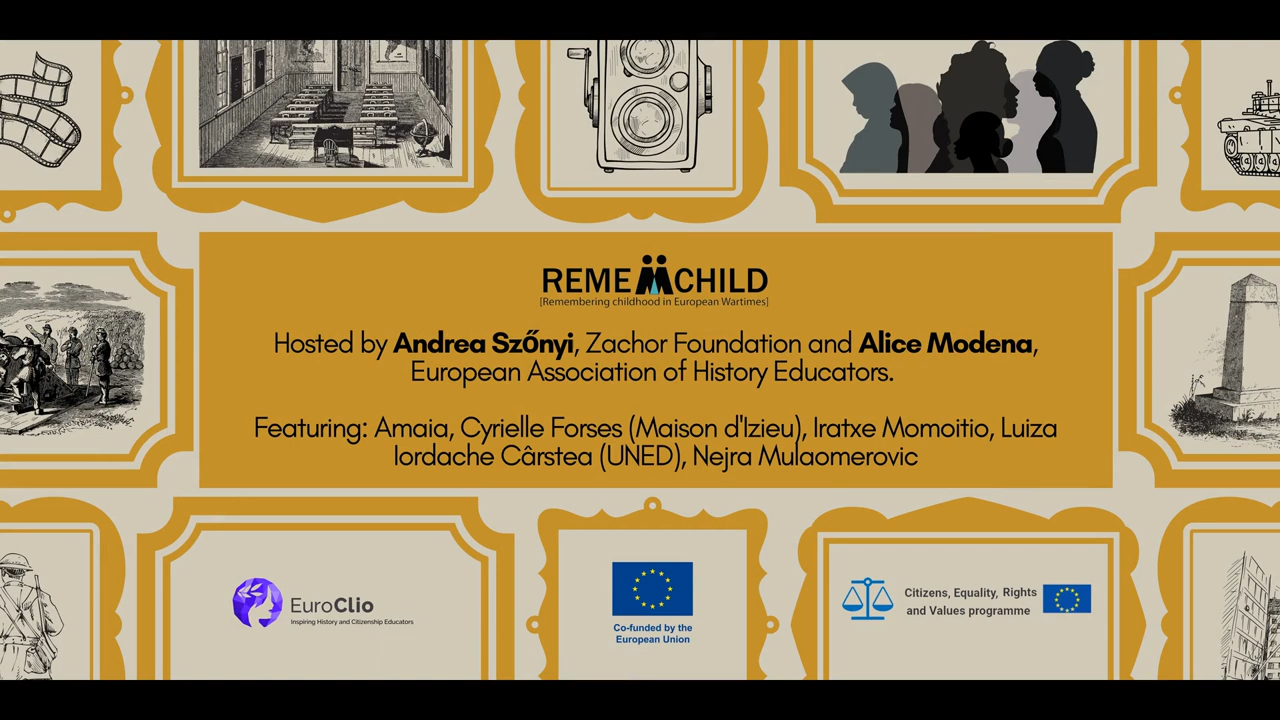 REMEMCHILD
[Remembering childhood in European Wartimes]
Hosted by Andrea Szőnyi, Zachor Foundation and Alice Modena,
European Association of History Educators.
Featuring: Amaia, Cyrielle Forses (Maison d'Izieu), Iratxe Momoitio, Luiza
Iordache Cârstea (UNED), Nejra Mulaomerovic
EuroClio
Inspiring History and Citizenship Educators
Co-funded by the
European Union
Citizens, Equality, Rights
and Values programme